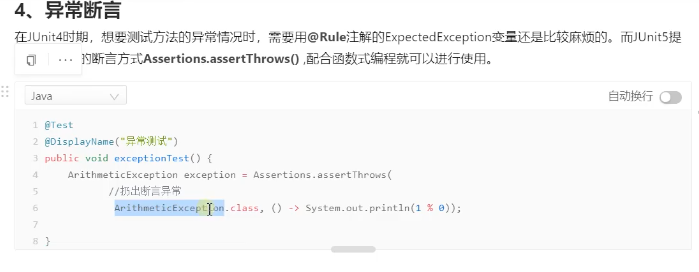 4、异常断言
在JUnit4时期，想要测试方法的异常情况时，需要用@Rule注解的ExpectedException变量还是比较麻烦的。而JUnit5提
的断言方式Assertions.assertThrows() ,配合函数式编程就可以进行使用。
Java
自动换行
1 @Test
2 @DisplayName("异常测试")
3 public void exceptionTest() {
4 ArithmeticException exception = Assertions.assertThrows(
5 //扔出断言异常
6 ArithmeticException.class, () -> System.out.println(1 % 0));
7
8 }